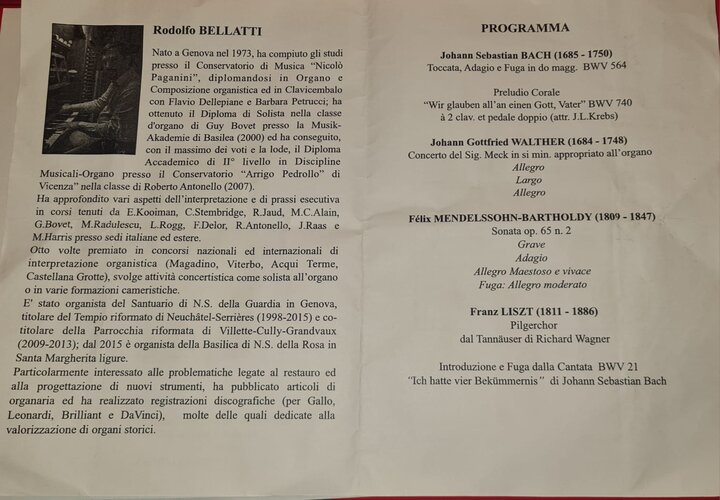 Rodolfo BELLATTI
Nato a Genova nel 1973, ha compiuto gli studi
presso il Conservatorio di Musica “Nicolò
Paganini”, diplomandosi in Organo e
Composizione organistica ed in Clavicembalo
con Flavio Dellepiane e Barbara Petrucci; ha
ottenuto il Diploma di Solista nella classe
d'organo di Guy Bovet presso la Musik-
Akademie di Basilea (2000) ed ha conseguito,
con il massimo dei voti e la lode, il Diploma
Accademico di II° livello in Discipline
Musicali-Organo presso il Conservatorio “Arrigo Pedrollo” di
Vicenza” nella classe di Roberto Antonello (2007).
Ha approfondito vari aspetti dell'interpretazione e di prassi esecutiva
in corsi tenuti da E.Kooiman, C.Stembridge, R.Jaud, M.C.Alain,
G.Bovet, M.Radulescu, L.Rogg, F.Delor, R.Antonello, J.Raas e
M.Harris presso sedi italiane ed estere.
Otto volte premiato in concorsi nazionali ed internazionali di
interpretazione organistica (Magadino, Viterbo, Acqui Terme,
Castellana Grotte), svolge attività concertistica come solista all'organo
o in varie formazioni cameristiche.
E' stato organista del Santuario di N.S. della Guardia in Genova,
titolare del Tempio riformato di Neuchâtel-Serrières (1998-2015) e co-
titolare della Parrocchia riformata di Villette-Cully-Grandvaux
(2009-2013); dal 2015 è organista della Basilica di N.S. della Rosa in
Santa Margherita ligure.
Particolarmente interessato alle problematiche legate al restauro ed
alla progettazione di nuovi strumenti, ha pubblicato articoli di
organaria ed ha realizzato registrazioni discografiche (per Gallo,
Leonardi, Brilliant e DaVinci), molte delle quali dedicate alla
valorizzazione di organi storici.
PROGRAMMA
Johann Sebastian BACH (1685 - 1750)
Toccata, Adagio e Fuga in do magg. BWV 564
Preludio Corale
“Wir glauben all'an einen Gott, Vater” BWV 740
à 2 clav. et pedale doppio (attr. J.L.Krebs)
Johann Gottfried WALTHER (1684 - 1748)
Concerto del Sig. Meck in si min. appropriato all'organo
Allegro
Largo
Allegro
Félix MENDELSSOHN-BARTHOLDY (1809 - 1847)
Sonata op. 65 n. 2
Grave
Adagio
Allegro Maestoso e vivace
Fuga: Allegro moderato
Franz LISZT (1811 - 1886)
Pilgerchor
dal Tannäuser di Richard Wagner
Introduzione e Fuga dalla Cantata BWV 21
“Ich hatte vier Bekümmernis” di Johann Sebastian Bach